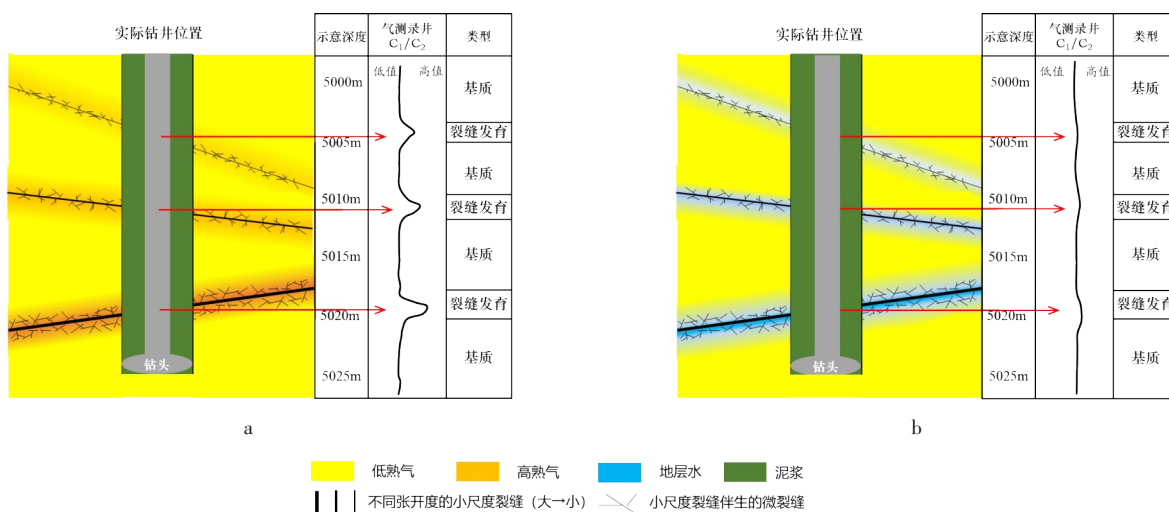 实际钻井位置
示意深度
气测录井
C₁/C₂
类型
低值 高值
5000m
5005m
5010m
5015m
5020m
5025m
基质
裂缝发育
基质
裂缝发育
基质
裂缝发育
基质
钻头
a
实际钻井位置
示意深度
气测录井
C₁/C₂
类型
低值 高值
5000m
5005m
5010m
5015m
5020m
5025m
基质
裂缝发育
基质
裂缝发育
基质
裂缝发育
基质
钻头
b
低熟气 高熟气 地层水 泥浆
不同张开度的小尺度裂缝（大→小） 小尺度裂缝伴生的微裂缝